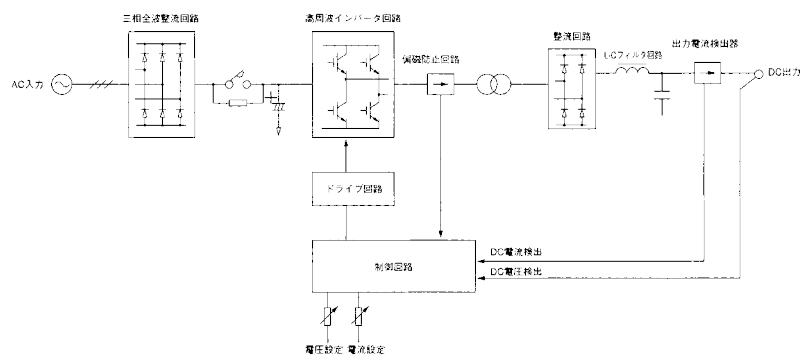 三相全波整流回路
高周波インバータ回路
偏磁防止回路
整流回路
LCフィルタ回路
出力電流検出器
AC入力
DC出力
ドライブ回路
制御回路
DC電流検出
DC電圧検出
電圧設定 電流設定